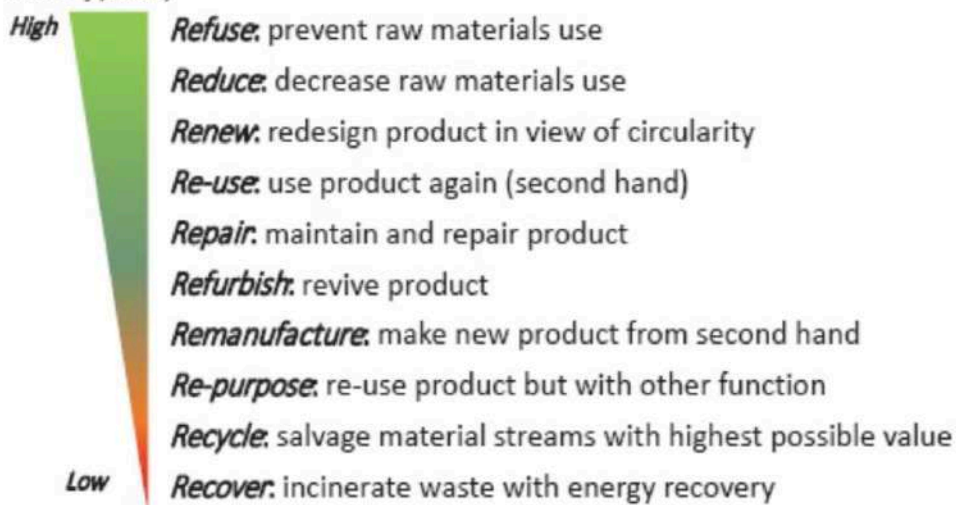 High
Refuse: prevent raw materials use
Reduce: decrease raw materials use
Renew: redesign product in view of circularity
Re-use: use product again (second hand)
Repair: maintain and repair product
Refurbish: revive product
Remanufacture: make new product from second hand
Re-purpose: re-use product but with other function
Recycle: salvage material streams with highest possible value
Low
Recover: incinerate waste with energy recovery